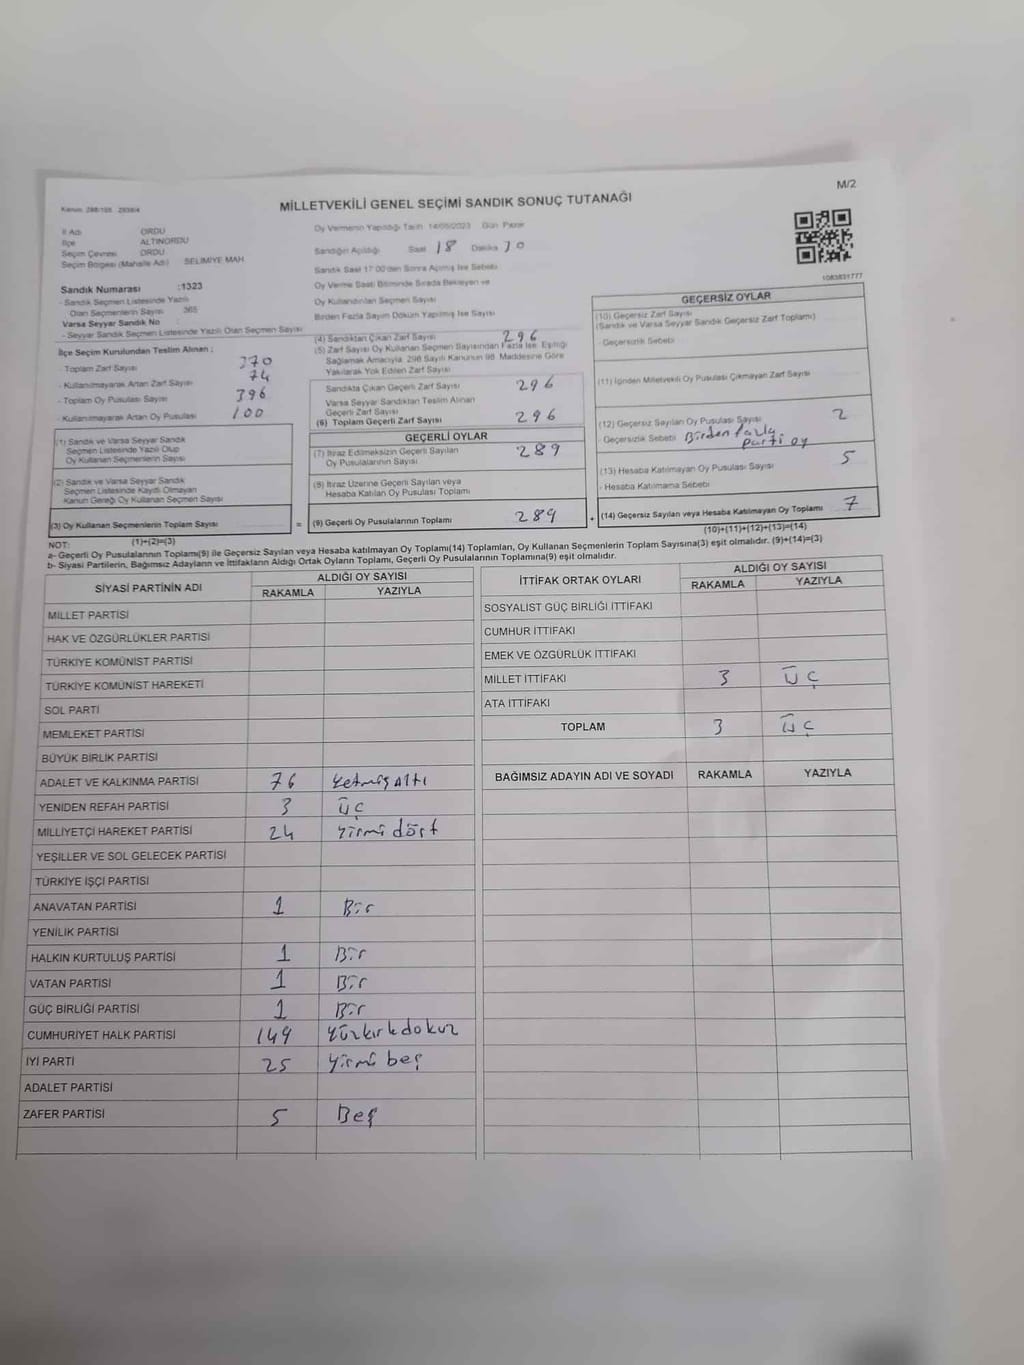 M/2
Kanun: 298/105 2839/4
MİLLETVEKİLİ GENEL SEÇİMİ SANDIK SONUÇ TUTANAĞI
İl Adı ORDU
İlçe ALTINORDU
Seçim Çevresi ORDU
Seçim Bölgesi (Mahalle Adı) SELİMİYE MAH
Sandık Numarası :1323
- Sandık Seçmen Listesinde Yazılı
Olan Seçmenlerin Sayısı 365
Varsa Seyyar Sandık No
- Seyyar Sandık Seçmen Listesinde Yazılı Olan Seçmen Sayısı
İlçe Seçim Kurulundan Teslim Alınan :
- Toplam Zarf Sayısı 370
- Kullanılmayarak Artan Zarf Sayısı 74
- Toplam Oy Pusulası Sayısı 396
- Kullanılmayarak Artan Oy Pusulası 100
(1) Sandık ve Varsa Seyyar Sandık
Seçmen Listesinde Yazılı Olup
Oy Kullanan Seçmen Sayısı
(2) Sandık ve Varsa Seyyar Sandık
Seçmen Listesinde Kayıtlı Olmayan
Kanun Gereği Oy Kullanan Seçmen Sayısı
(3) Oy Kullanan Seçmenlerin Toplam Sayısı =
(1)+(2)=(3)
Oy Vermenin Yapıldığı Tarih 14/05/2023 Gün Pazar
Sandığın Açıldığı Saat 18 Dakika 10
Sandık Saat 17:00'den Sonra Açılmış İse Sebebi
Oy Verme Saati Bitiminde Sırada Bekleyen ve
Oy Kullandırılan Seçmen Sayısı
Birden Fazla Sayım Döküm Yapılmış İse Sayısı
(4) Sandıktan Çıkan Zarf Sayısı 296
(5) Zarf Sayısı Oy Kullanan Seçmen Sayısından Fazla İse, Eşitliği
Sağlamak Amacıyla, 298 Sayılı Kanunun 98. Maddesine Göre
Yakılarak Yok Edilen Zarf Sayısı
Sandıkta Çıkan Geçerli Zarf Sayısı 296
Varsa Seyyar Sandıktan Teslim Alınan
Geçerli Zarf Sayısı
(6) Toplam Geçerli Zarf Sayısı 296
GEÇERLİ OYLAR
(7) İtiraz Edilmeksizin Geçerli Sayılan
Oy Pusulalarının Sayısı 289
(8) İtiraz Üzerine Geçerli Sayılan veya
Hesaba Katılan Oy Pusulası Toplamı
(9) Geçerli Oy Pusulalarının Toplamı 289 +
1083831777
GEÇERSİZ OYLAR
(10) Geçersiz Zarf Sayısı
(Sandık ve Varsa Seyyar Sandık Geçersiz Zarf Toplamı)
- Geçersizlik Sebebi
(11) İçinden Milletvekili Oy Pusulası Çıkmayan Zarf Sayısı
(12) Geçersiz Sayılan Oy Pusulası Sayısı 2
- Geçersizlik Sebebi Birden fazla
parti oy
(13) Hesaba Katılmayan Oy Pusulası Sayısı 5
- Hesaba Katılmama Sebebi
(14) Geçersiz Sayılan veya Hesaba Katılmayan Oy Toplamı 7
(10)+(11)+(12)+(13)=(14)
NOT:
a- Geçerli Oy Pusulalarının Toplamı(9) ile Geçersiz Sayılan veya Hesaba katılmayan Oy Toplamı(14) Toplamları, Oy Kullanan Seçmenlerin Toplam Sayısına(3) eşit olmalıdır. (9)+(14)=(3)
b- Siyasi Partilerin, Bağımsız Adayların ve İttifakların Aldığı Ortak Oyların Toplamı, Geçerli Oy Pusulalarının Toplamına(9) eşit olmalıdır.
SİYASİ PARTİNİN ADI ALDIĞI OY SAYISI
RAKAMLA YAZIYLA
MİLLET PARTİSİ
HAK VE ÖZGÜRLÜKLER PARTİSİ
TÜRKİYE KOMÜNİST PARTİSİ
TÜRKİYE KOMÜNİST HAREKETİ
SOL PARTİ
MEMLEKET PARTİSİ
BÜYÜK BİRLİK PARTİSİ
ADALET VE KALKINMA PARTİSİ 76 Yetmiş altı
YENİDEN REFAH PARTİSİ 3 üç
MİLLİYETÇİ HAREKET PARTİSİ 24 Yirmi dört
YEŞİLLER VE SOL GELECEK PARTİSİ
TÜRKİYE İŞÇİ PARTİSİ
ANAVATAN PARTİSİ 1 Bir
YENİLİK PARTİSİ
HALKIN KURTULUŞ PARTİSİ 1 Bir
VATAN PARTİSİ 1 Bir
GÜÇ BİRLİĞİ PARTİSİ 1 Bir
CUMHURİYET HALK PARTİSİ 149 Yüzkırkdokuz
İYİ PARTİ 25 Yirmi beş
ADALET PARTİSİ
ZAFER PARTİSİ 5 Beş
İTTİFAK ORTAK OYLARI ALDIĞI OY SAYISI
RAKAMLA YAZIYLA
SOSYALİST GÜÇ BİRLİĞİ İTTİFAKI
CUMHUR İTTİFAKI
EMEK VE ÖZGÜRLÜK İTTİFAKI
MİLLET İTTİFAKI 3 üç
ATA İTTİFAKI
TOPLAM 3 üç
BAĞIMSIZ ADAYIN ADI VE SOYADI RAKAMLA YAZIYLA